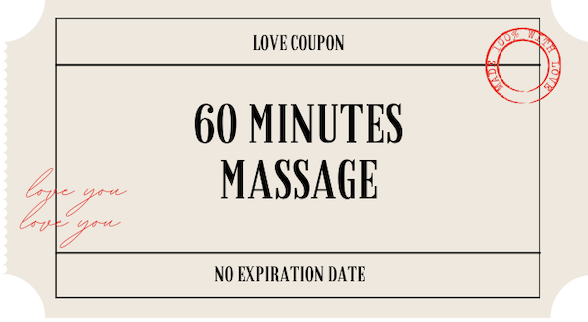 LOVE COUPON
MADE 100% WITH LOVE
60 MINUTES
MASSAGE
love you
love you
NO EXPIRATION DATE